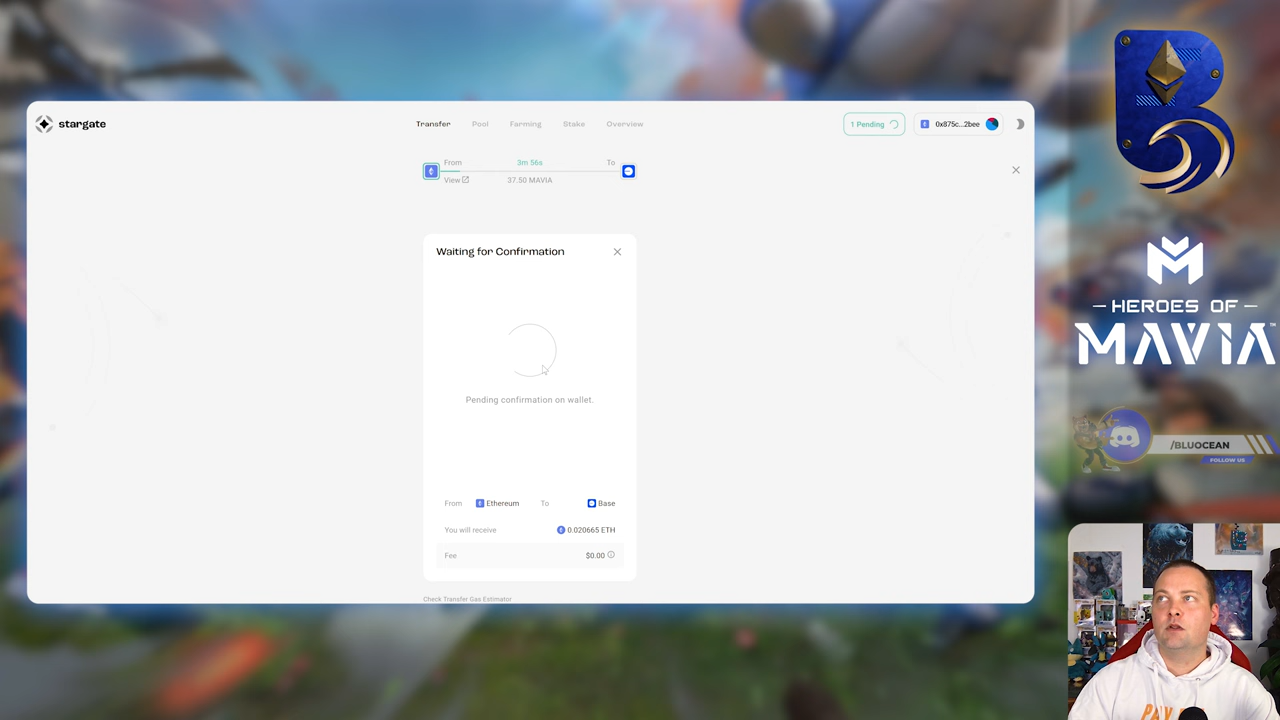 stargate
Transfer
Pool
Farming
Stake
Overview
1 Pending
0x875c...2bee
From
3m 56s
To
View
37.50 MAVIA
Waiting for Confirmation
Pending confirmation on wallet.
From
Ethereum
To
Base
You will receive
0.020665 ETH
Fee
$0.00
Check Transfer Gas Estimator
HEROES OF
MAVIA™
/BLUOCEAN
FOLLOW US